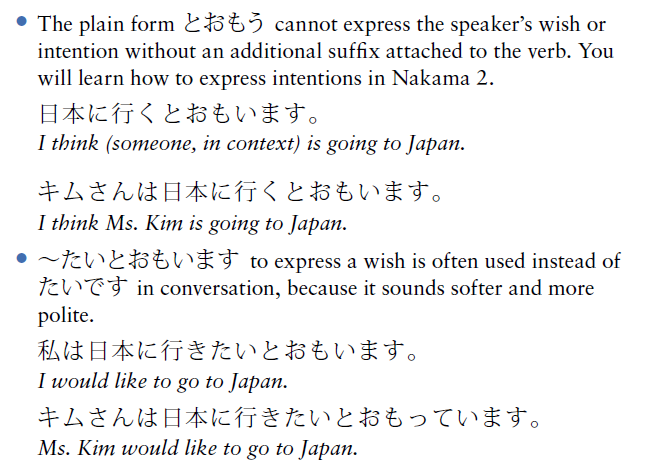 • The plain form とおもう cannot express the speaker's wish or
intention without an additional suffix attached to the verb. You
will learn how to express intentions in Nakama 2.
日本に行くとおもいます。
I think (someone, in context) is going to Japan.
キムさんは日本に行くとおもいます。
I think Ms. Kim is going to Japan.
• 〜たいとおもいます to express a wish is often used instead of
たいです in conversation, because it sounds softer and more
polite.
私は日本に行きたいとおもいます。
I would like to go to Japan.
キムさんは日本に行きたいとおもっています。
Ms. Kim would like to go to Japan.